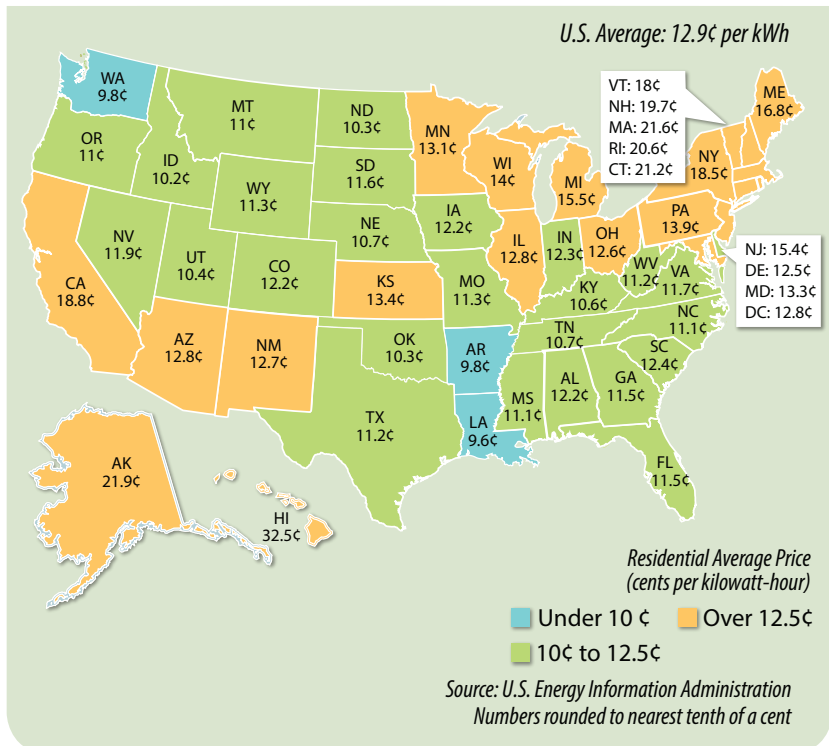 U.S. Average: 12.9¢ per kWh
WA
9.8¢
OR
11¢
CA
18.8¢
NV
11.9¢
ID
10.2¢
MT
11¢
WY
11.3¢
UT
10.4¢
CO
12.2¢
AZ
12.8¢
NM
12.7¢
ND
10.3¢
SD
11.6¢
NE
10.7¢
KS
13.4¢
OK
10.3¢
TX
11.2¢
MN
13.1¢
IA
12.2¢
MO
11.3¢
AR
9.8¢
LA
9.6¢
WI
14¢
IL
12.8¢
MI
15.5¢
IN
12.3¢
OH
12.6¢
KY
10.6¢
TN
10.7¢
MS
11.1¢
AL
12.2¢
GA
11.5¢
FL
11.5¢
SC
12.4¢
NC
11.1¢
VA
11.7¢
WV
11.2¢
PA
13.9¢
NY
18.5¢
ME
16.8¢
VT: 18¢
NH: 19.7¢
MA: 21.6¢
RI: 20.6¢
CT: 21.2¢
NJ: 15.4¢
DE: 12.5¢
MD: 13.3¢
DC: 12.8¢
AK
21.9¢
HI
32.5¢
Residential Average Price
(cents per kilowatt-hour)
Under 10 ¢
Over 12.5¢
10¢ to 12.5¢
Source: U.S. Energy Information Administration
Numbers rounded to nearest tenth of a cent